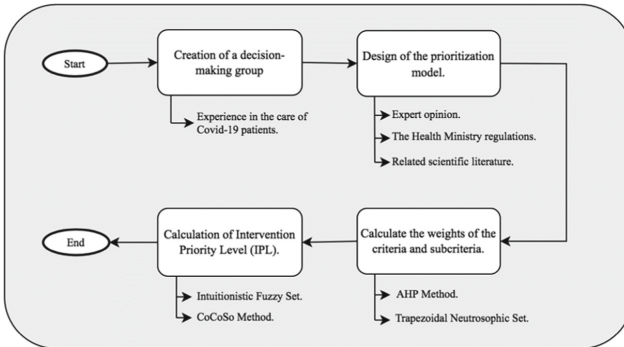 Start
Creation of a decision-
making group
Experience in the care of
Covid-19 patients.
Design of the prioritization
model.
Expert opinion.
The Health Ministry regulations.
Related scientific literature.
Calculate the weights of the
criteria and subcriteria.
AHP Method.
Trapezoidal Neutrosophic Set.
Calculation of Intervention
Priority Level (IPL).
Intuitionistic Fuzzy Set.
CoCoSo Method.
End